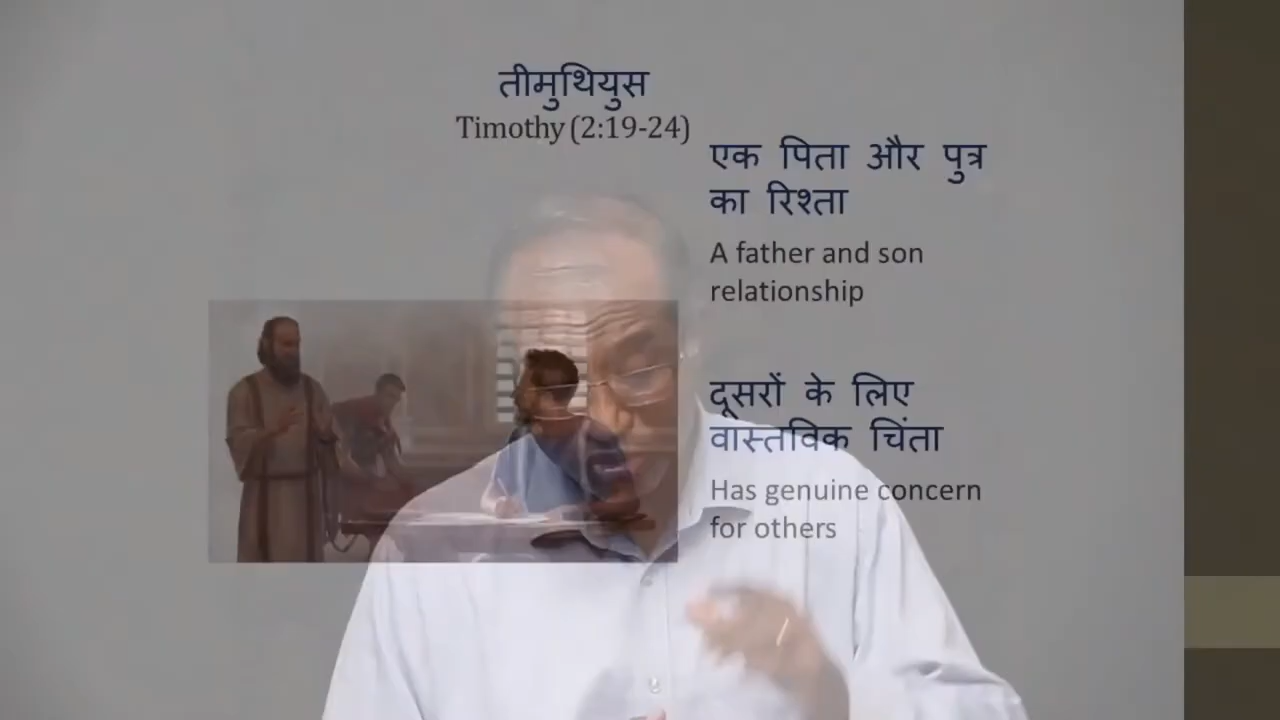 तीमुथियुस
Timothy (2:19-24)
एक पिता और पुत्र
का रिश्ता
A father and son
relationship
दूसरों के लिए
वास्तविक चिंता
Has genuine concern
for others